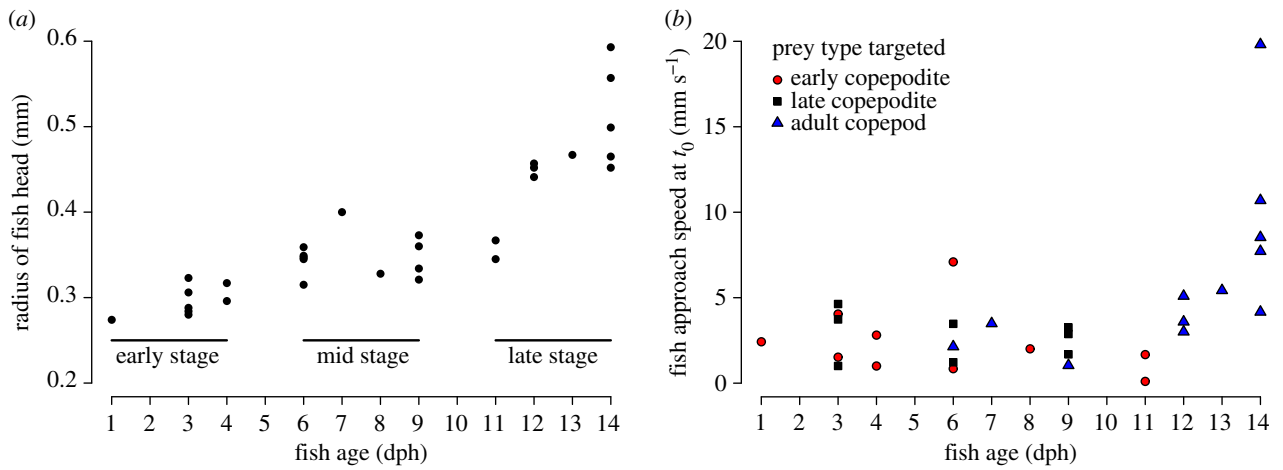 (a)
0.6
0.5
0.4
0.3
0.2
radius of fish head (mm)
early stage
mid stage
late stage
1 2 3 4 5 6 7 8 9 10 11 12 13 14
fish age (dph)
(b)
20
15
10
5
0
fish approach speed at t₀ (mm s⁻¹)
prey type targeted
early copepodite
late copepodite
adult copepod
1 2 3 4 5 6 7 8 9 10 11 12 13 14
fish age (dph)